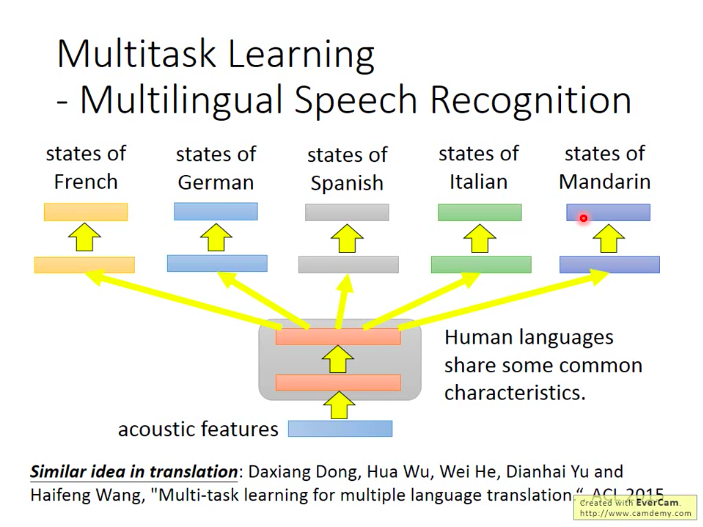 Multitask Learning
- Multilingual Speech Recognition
states of
French
states of
German
states of
Spanish
states of
Italian
states of
Mandarin
Human languages
share some common
characteristics.
acoustic features
Similar idea in translation: Daxiang Dong, Hua Wu, Wei He, Dianhai Yu and
Haifeng Wang, "Multi-task learning for multiple language translation.“ ACL 2015
Created with EverCam.
http://www.camdemy.com